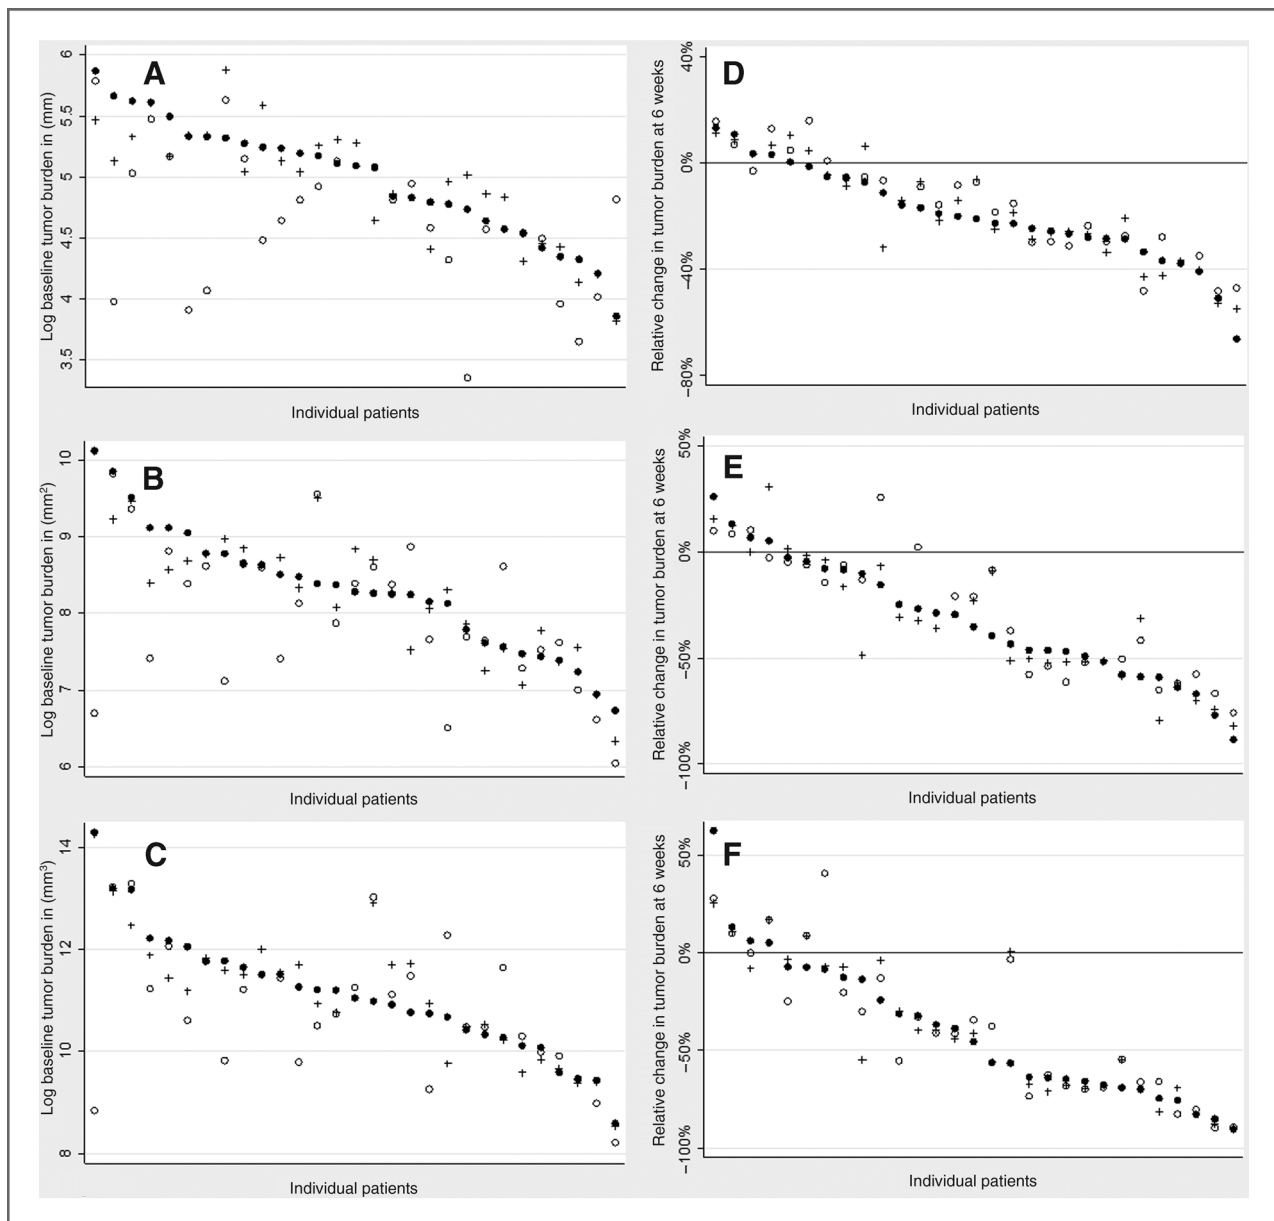 A
Log baseline tumor burden in (mm)
6
5.5
5
4.5
4
3.5
Individual patients
D
Relative change in tumor burden at 6 weeks
40%
0%
−40%
−80%
Individual patients
B
Log baseline tumor burden in (mm²)
10
9
8
7
6
Individual patients
E
Relative change in tumor burden at 6 weeks
50%
0%
−50%
−100%
Individual patients
C
Log baseline tumor burden in (mm³)
14
12
10
8
Individual patients
F
Relative change in tumor burden at 6 weeks
50%
0%
−50%
−100%
Individual patients